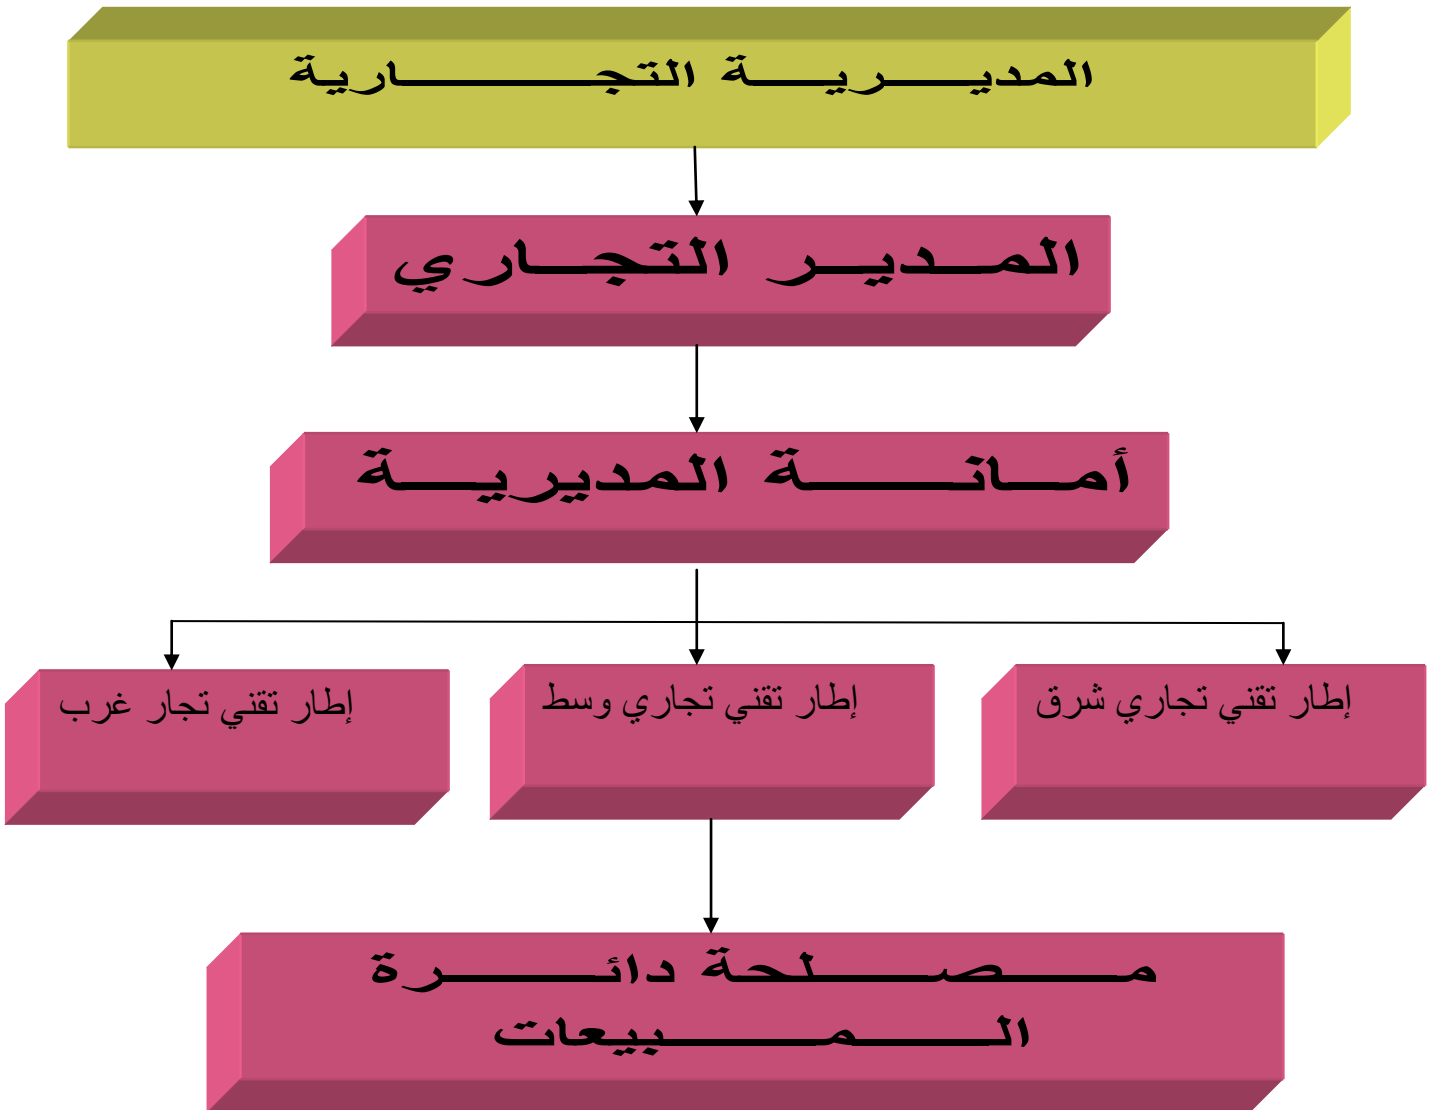 المديرية التجارية
المدير التجاري
أمانة المديرية
إطار تقني تجاري شرق
إطار تقني تجاري وسط
إطار تقني تجار غرب
مصلحة دائرة
المبيعات